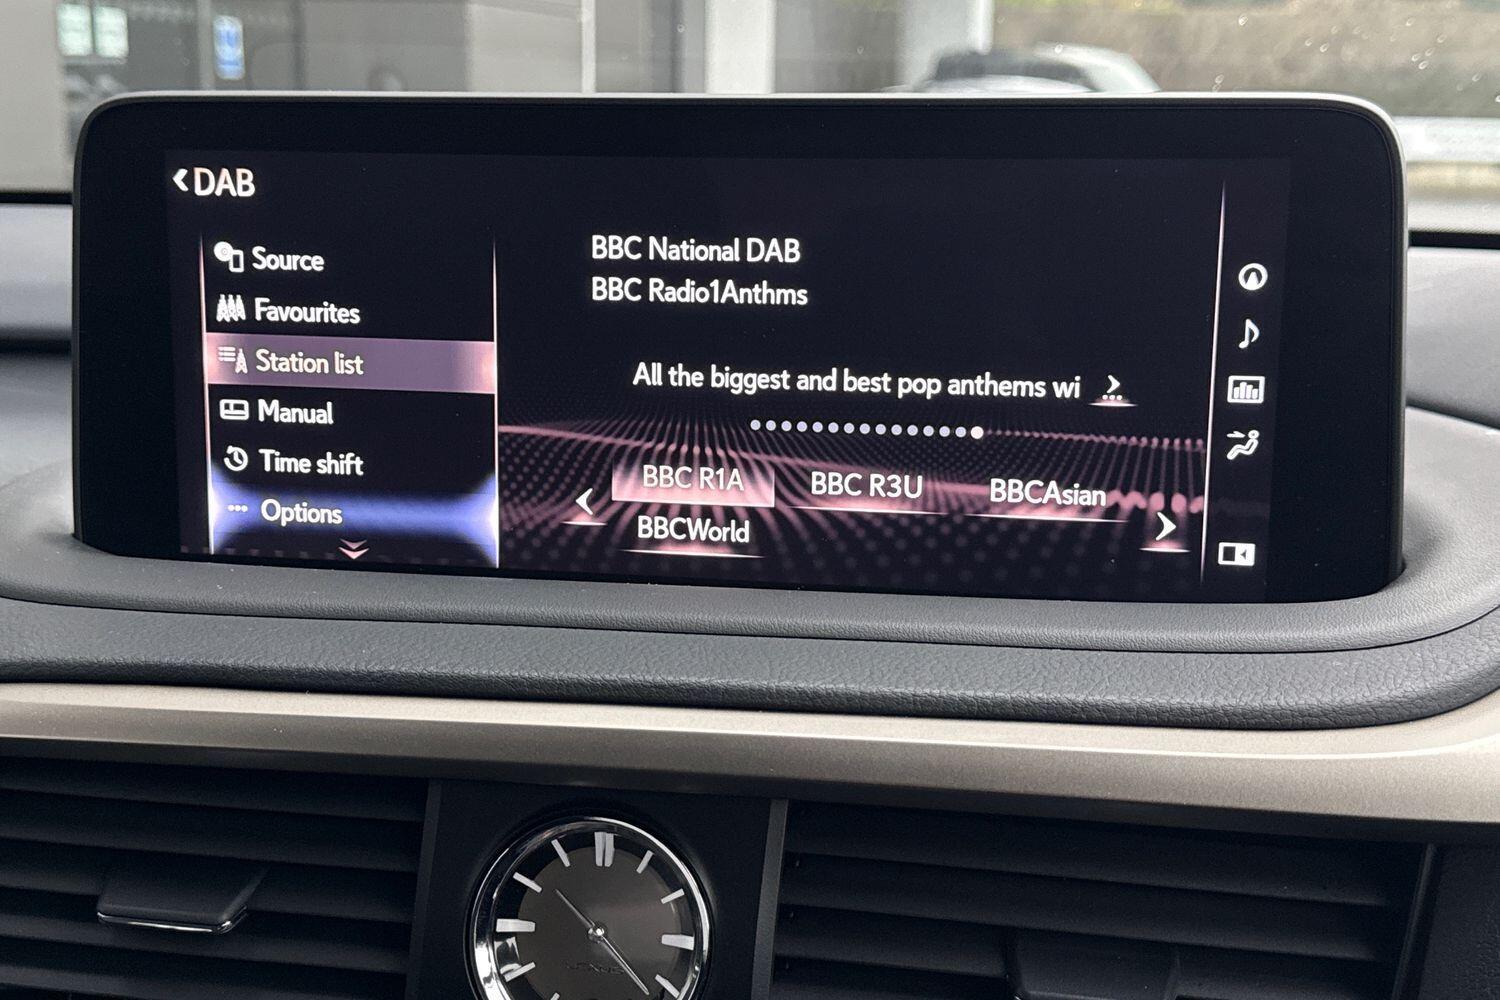 DAB
Source
Favourites
Station list
Manual
Time shift
Options
BBC National DAB
BBC Radio1Anthms
All the biggest and best pop anthems wi
BBC R1A
BBC R3U
BBCAsian
BBCWorld
LEXUS